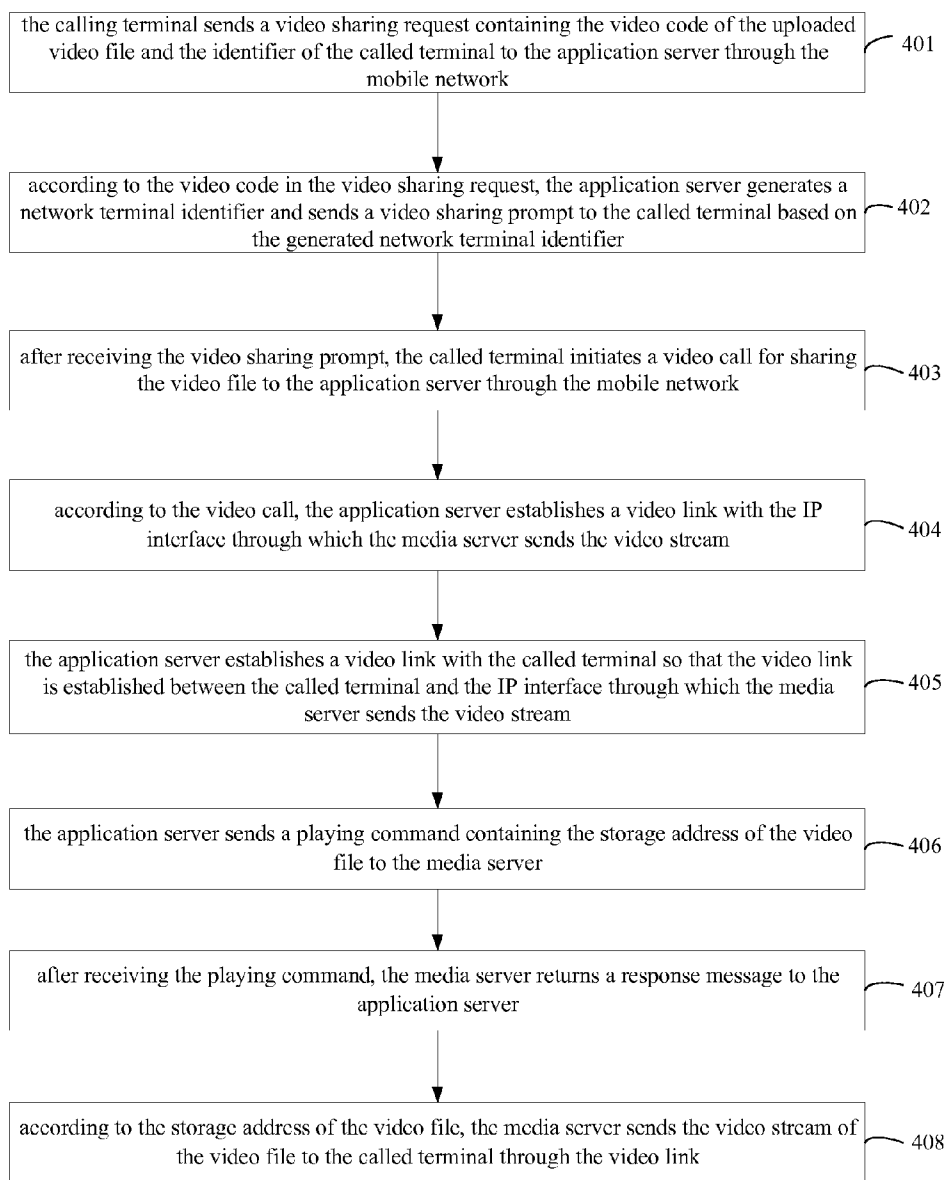 the calling terminal sends a video sharing request containing the video code of the uploaded
video file and the identifier of the called terminal to the application server through the
mobile network
401
according to the video code in the video sharing request, the application server generates a
network terminal identifier and sends a video sharing prompt to the called terminal based on
the generated network terminal identifier
402
after receiving the video sharing prompt, the called terminal initiates a video call for sharing
the video file to the application server through the mobile network
403
according to the video call, the application server establishes a video link with the IP
interface through which the media server sends the video stream
404
the application server establishes a video link with the called terminal so that the video link
is established between the called terminal and the IP interface through which the media
server sends the video stream
405
the application server sends a playing command containing the storage address of the video
file to the media server
406
after receiving the playing command, the media server returns a response message to the
application server
407
according to the storage address of the video file, the media server sends the video stream of
the video file to the called terminal through the video link
408